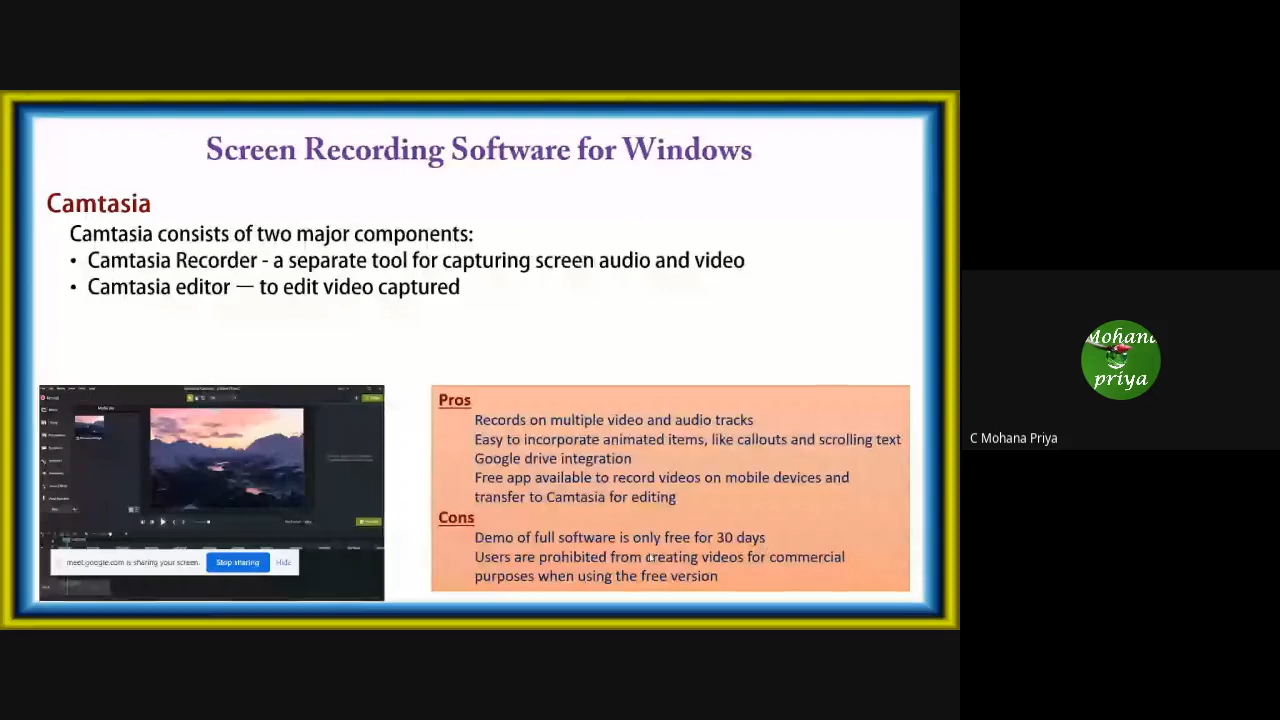 Screen Recording Software for Windows
Camtasia
Camtasia consists of two major components:
• Camtasia Recorder - a separate tool for capturing screen audio and video
• Camtasia editor — to edit video captured
Pros
Records on multiple video and audio tracks
Easy to incorporate animated items, like callouts and scrolling text
Google drive integration
Free app available to record videos on mobile devices and
transfer to Camtasia for editing
Cons
Demo of full software is only free for 30 days
Users are prohibited from creating videos for commercial
purposes when using the free version
meet.google.com is sharing your screen.
Stop sharing
Hide
Mohana
priya
C Mohana Priya